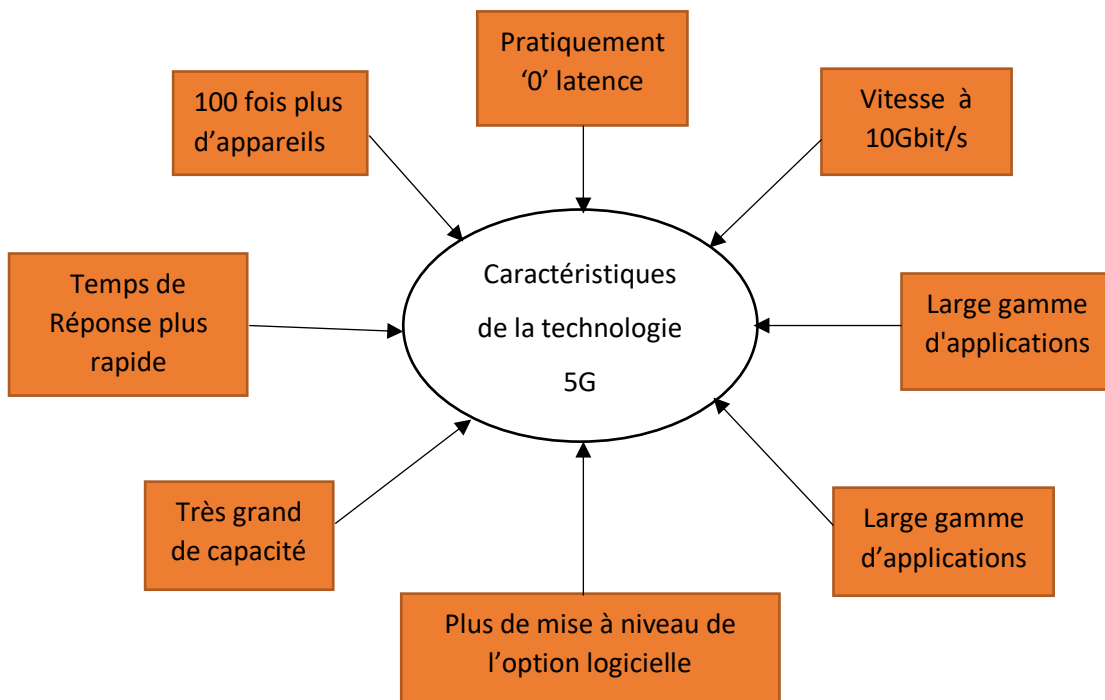 Pratiquement
‘0’ latence
100 fois plus
d’appareils
Vitesse à
10Gbit/s
Temps de
Réponse plus
rapide
Caractéristiques
de la technologie
5G
Large gamme
d'applications
Très grand
de capacité
Large gamme
d’applications
Plus de mise à niveau de
l’option logicielle